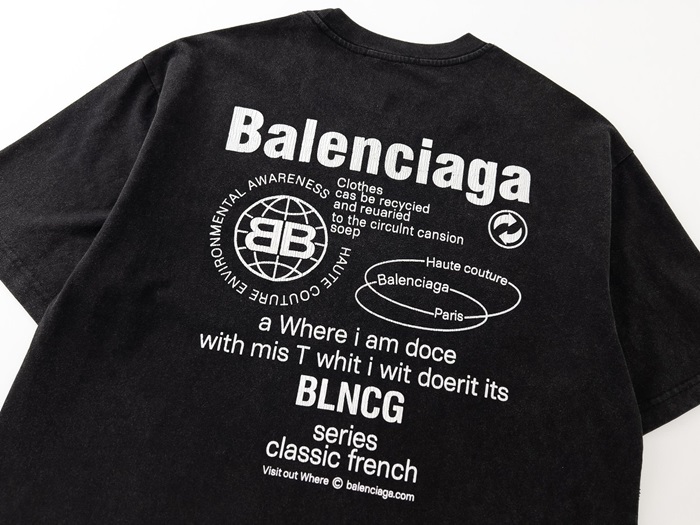 Balenciaga
Clothes
cas be recycied
and reuaried
to the circulnt cansion
soep
HAUTE COUTURE ENVIRONMENTAL AWARENESS
BB
Haute couture
Balenciaga
Paris
a Where i am doce
with mis T whit i wit doerit its
BLNCG
series
classic french
Visit out Where © balenciaga.com